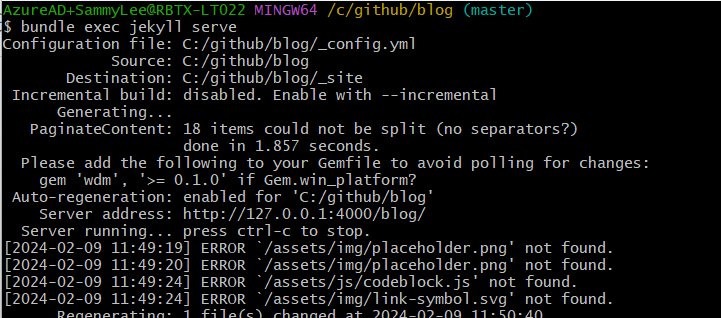 AzureAD+SammyLee@RBTX-LT022 MINGW64 /c/github/blog (master)
$ bundle exec jekyll serve
Configuration file: C:/github/blog/_config.yml
Source: C:/github/blog
Destination: C:/github/blog/_site
Incremental build: disabled. Enable with --incremental
Generating...
PaginateContent: 18 items could not be split (no separators?)
done in 1.857 seconds.
Please add the following to your Gemfile to avoid polling for changes:
gem 'wdm', '>= 0.1.0' if Gem.win_platform?
Auto-regeneration: enabled for 'C:/github/blog'
Server address: http://127.0.0.1:4000/blog/
Server running... press ctrl-c to stop.
[2024-02-09 11:49:19] ERROR `/assets/img/placeholder.png' not found.
[2024-02-09 11:49:20] ERROR `/assets/img/placeholder.png' not found.
[2024-02-09 11:49:24] ERROR `/assets/js/codeblock.js' not found.
[2024-02-09 11:49:24] ERROR `/assets/img/link-symbol.svg' not found.
Regenerating: 1 file(s) changed at 2024-02-09 11:50:40